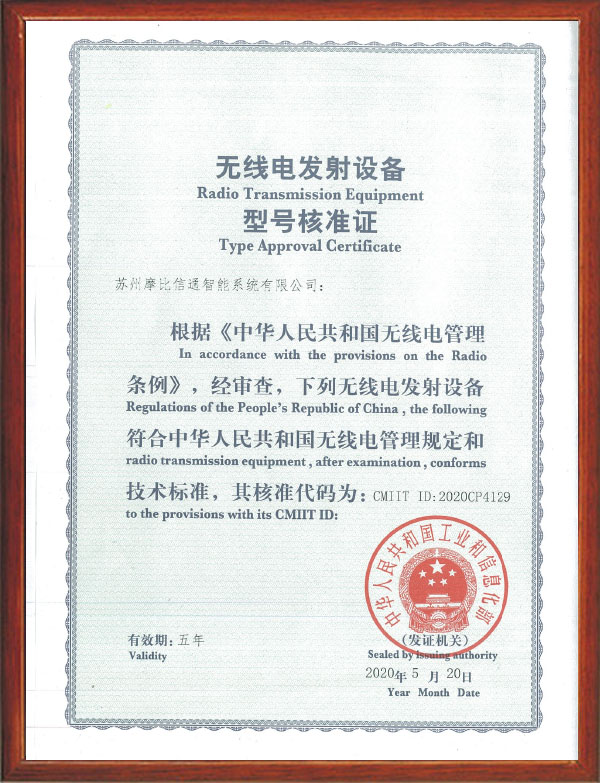 无线电发射设备
Radio Transmission Equipment
型号核准证
Type Approval Certificate
苏州摩比信通智能系统有限公司:
根据《中华人民共和国无线电管理
In accordance with the provisions on the Radio
条例》，经审查，下列无线电发射设备
Regulations of the People's Republic of China , the following
符合中华人民共和国无线电管理规定和
radio transmission equipment , after examination , conforms
技术标准，其核准代码为: CMIIT ID:2020CP4129
to the provisions with its CMIIT ID:
中华人民共和国工业和信息化部
有效期: 五年
Validity
(发证机关)
Sealed by issuing authority
2020年 5 月 20日
Year Month Date